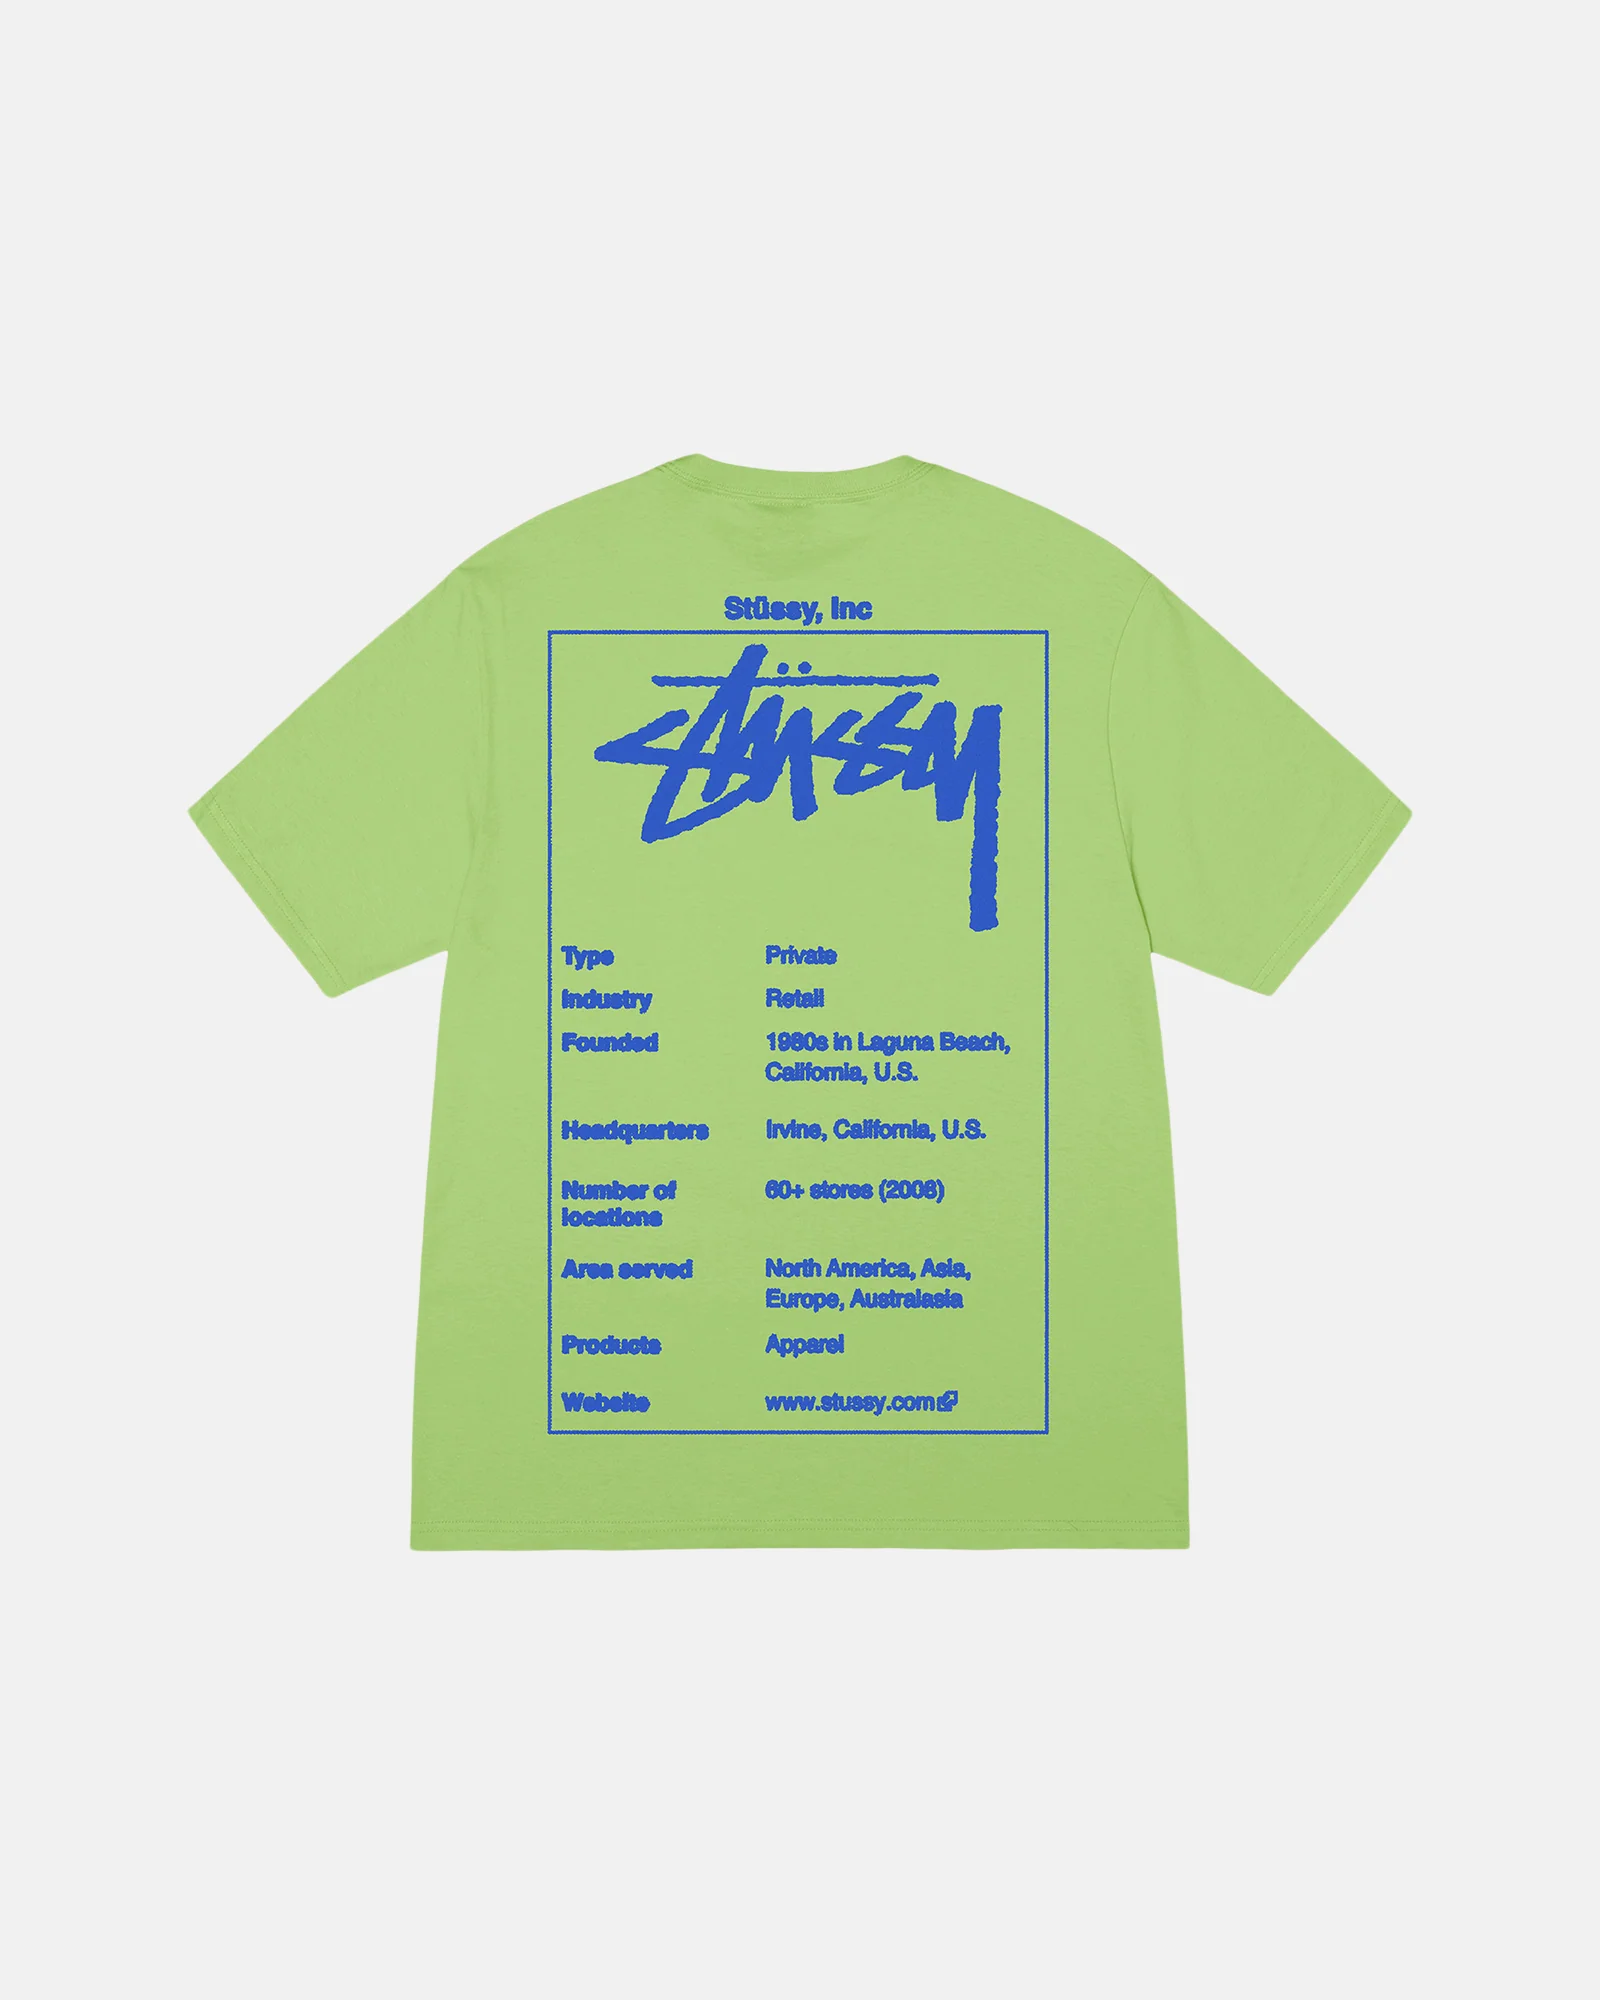 Stüssy, Inc
Stüssy
Type Private
Industry Retail
Founded 1980s in Laguna Beach,
California, U.S.
Headquarters Irvine, California, U.S.
Number of 60+ stores (2008)
locations
Area served North America, Asia,
Europe, Australasia
Products Apparel
Website www.stussy.com